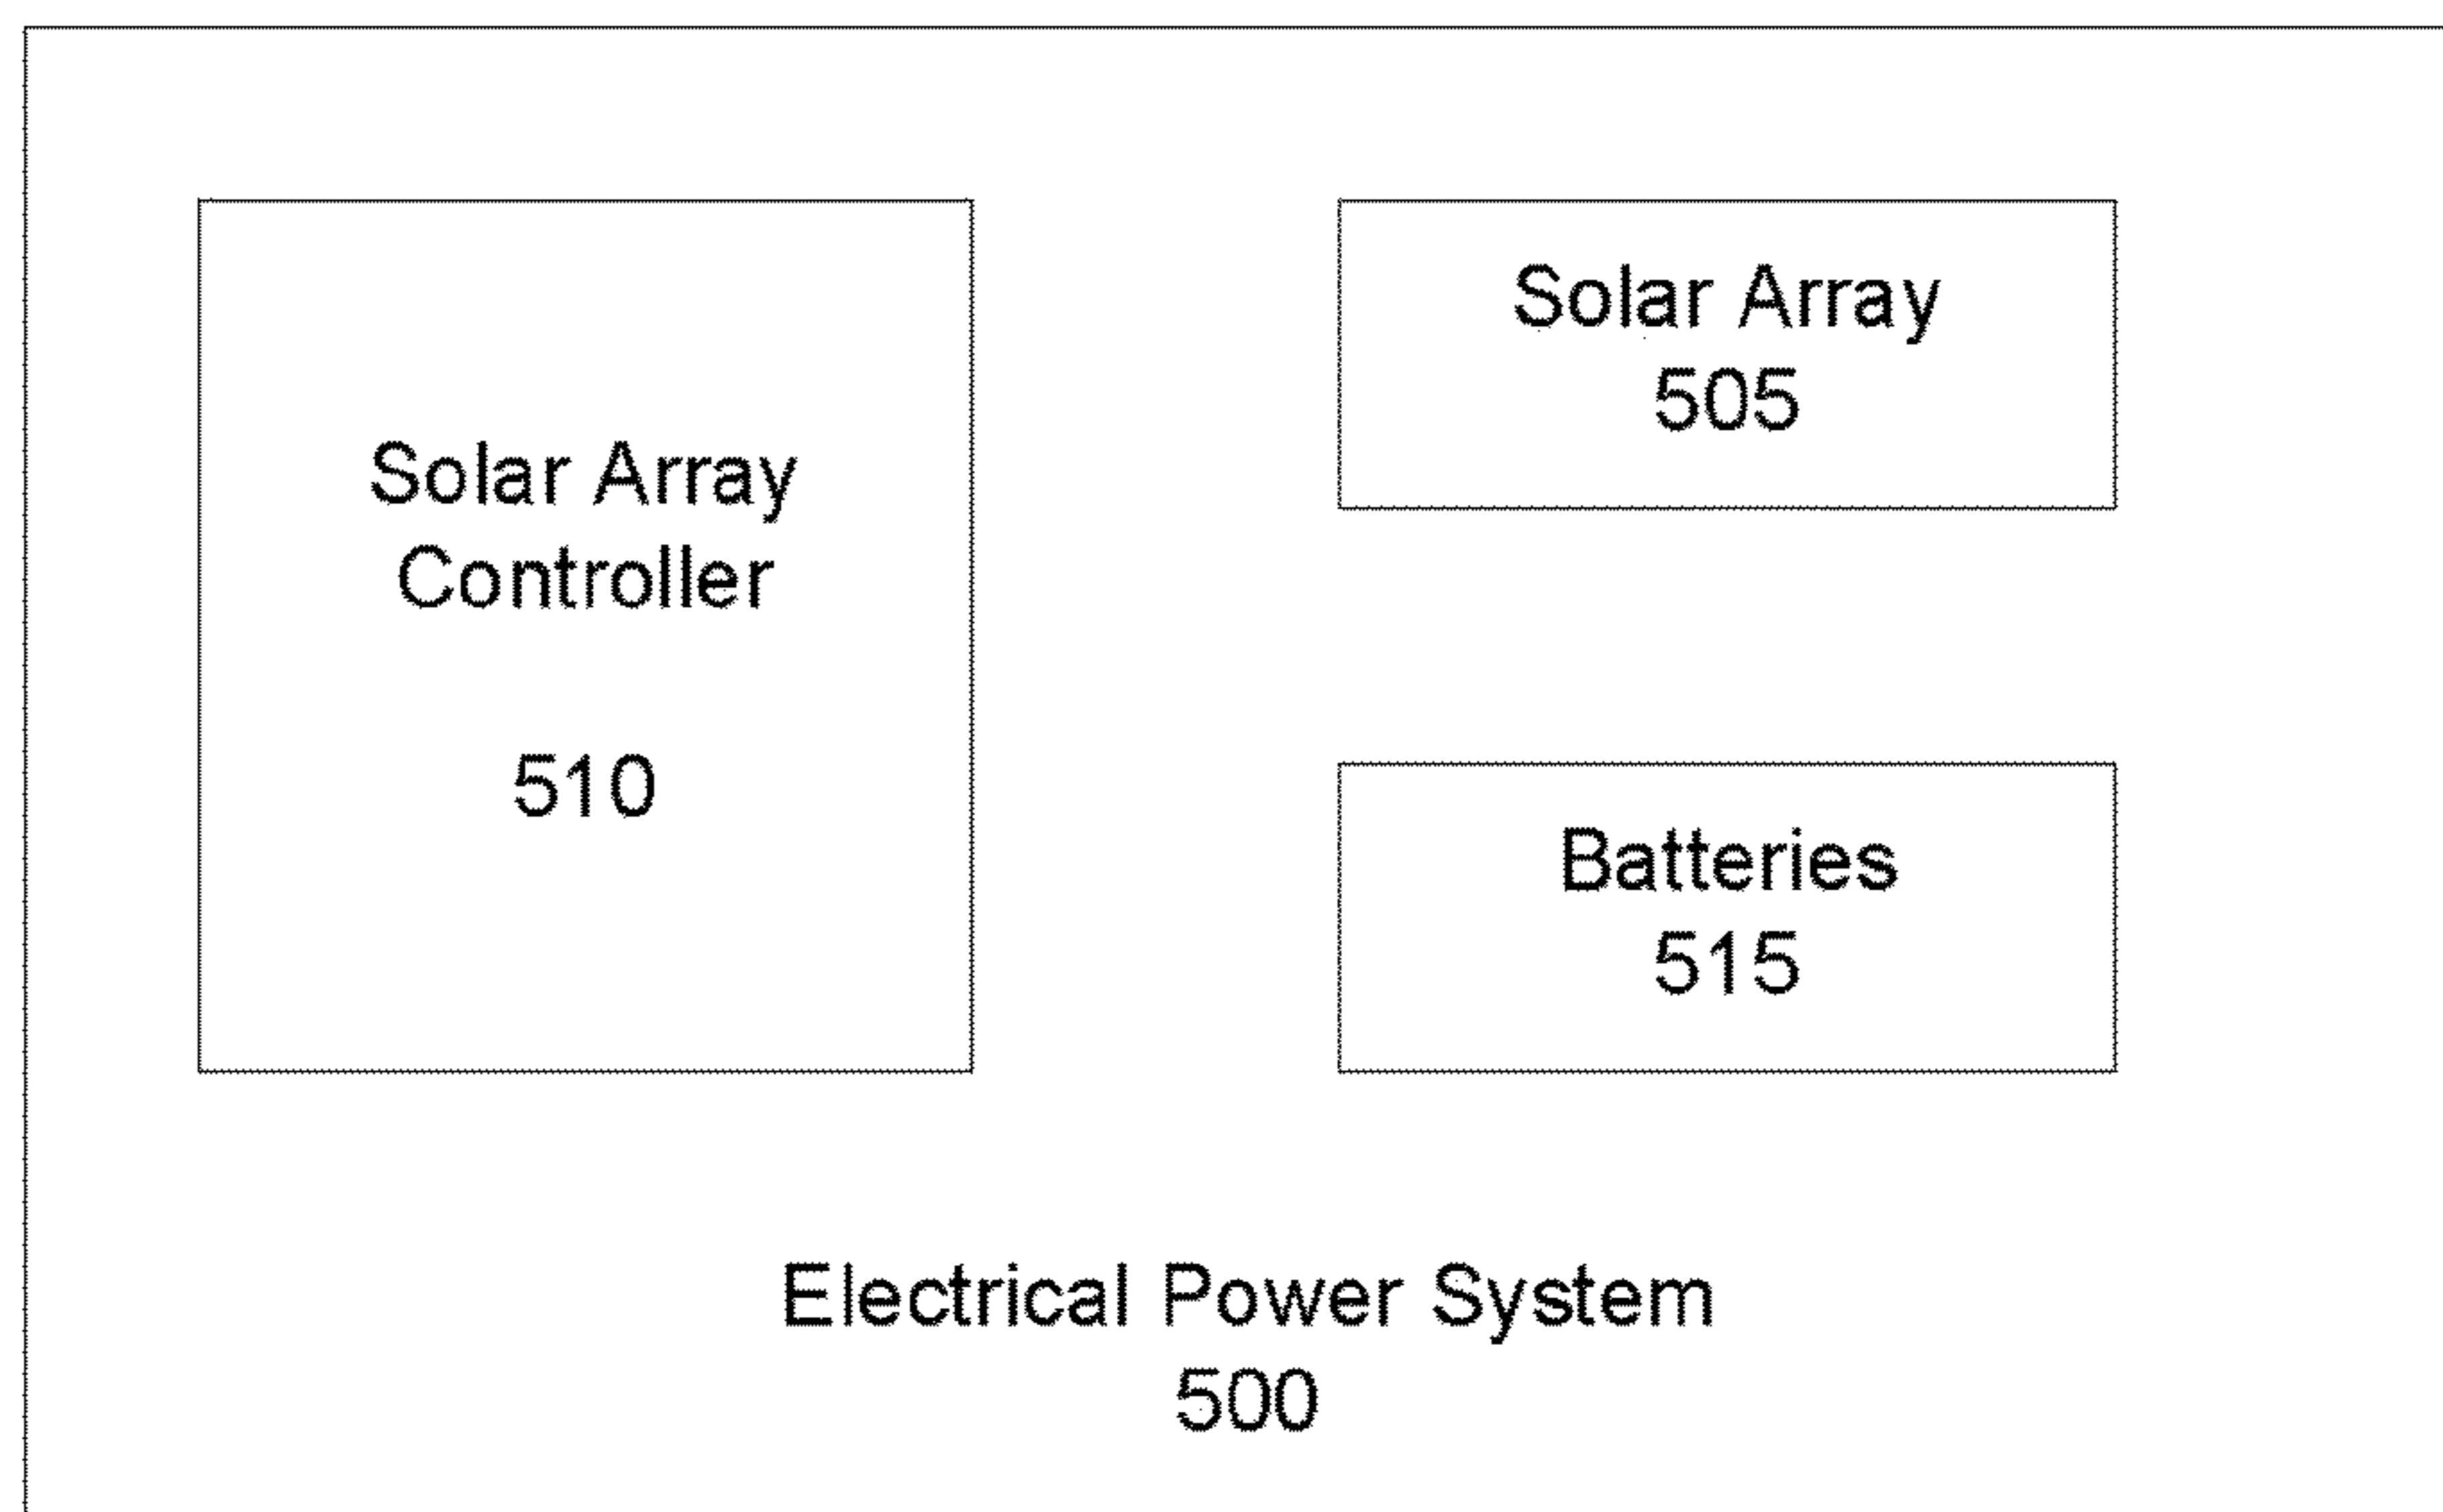 Solar Array
Controller
510
Solar Array
505
Batteries
515
Electrical Power System
500